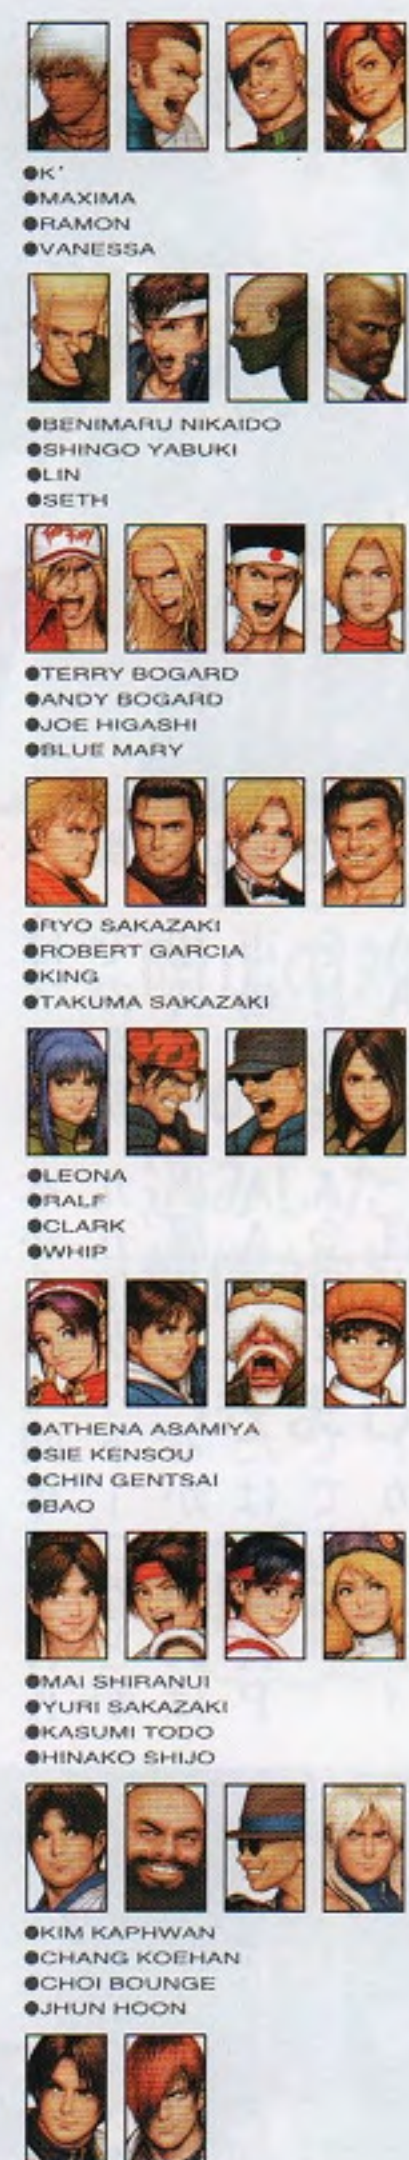 ●K'
●MAXIMA
●RAMON
●VANESSA
●BENIMARU NIKAIDO
●SHINGO YABUKI
●LIN
●SETH
●TERRY BOGARD
●ANDY BOGARD
●JOE HIGASHI
●BLUE MARY
●RYO SAKAZAKI
●ROBERT GARCIA
●KING
●TAKUMA SAKAZAKI
●LEONA
●RALF
●CLARK
●WHIP
●ATHENA ASAMIYA
●SIE KENSOU
●CHIN GENTSAI
●BAO
●MAI SHIRANUI
●YURI SAKAZAKI
●KASUMI TODO
●HINAKO SHIJO
●KIM KAPHWAN
●CHANG KOEHAN
●CHOI BOUNGE
●JHUN HOON